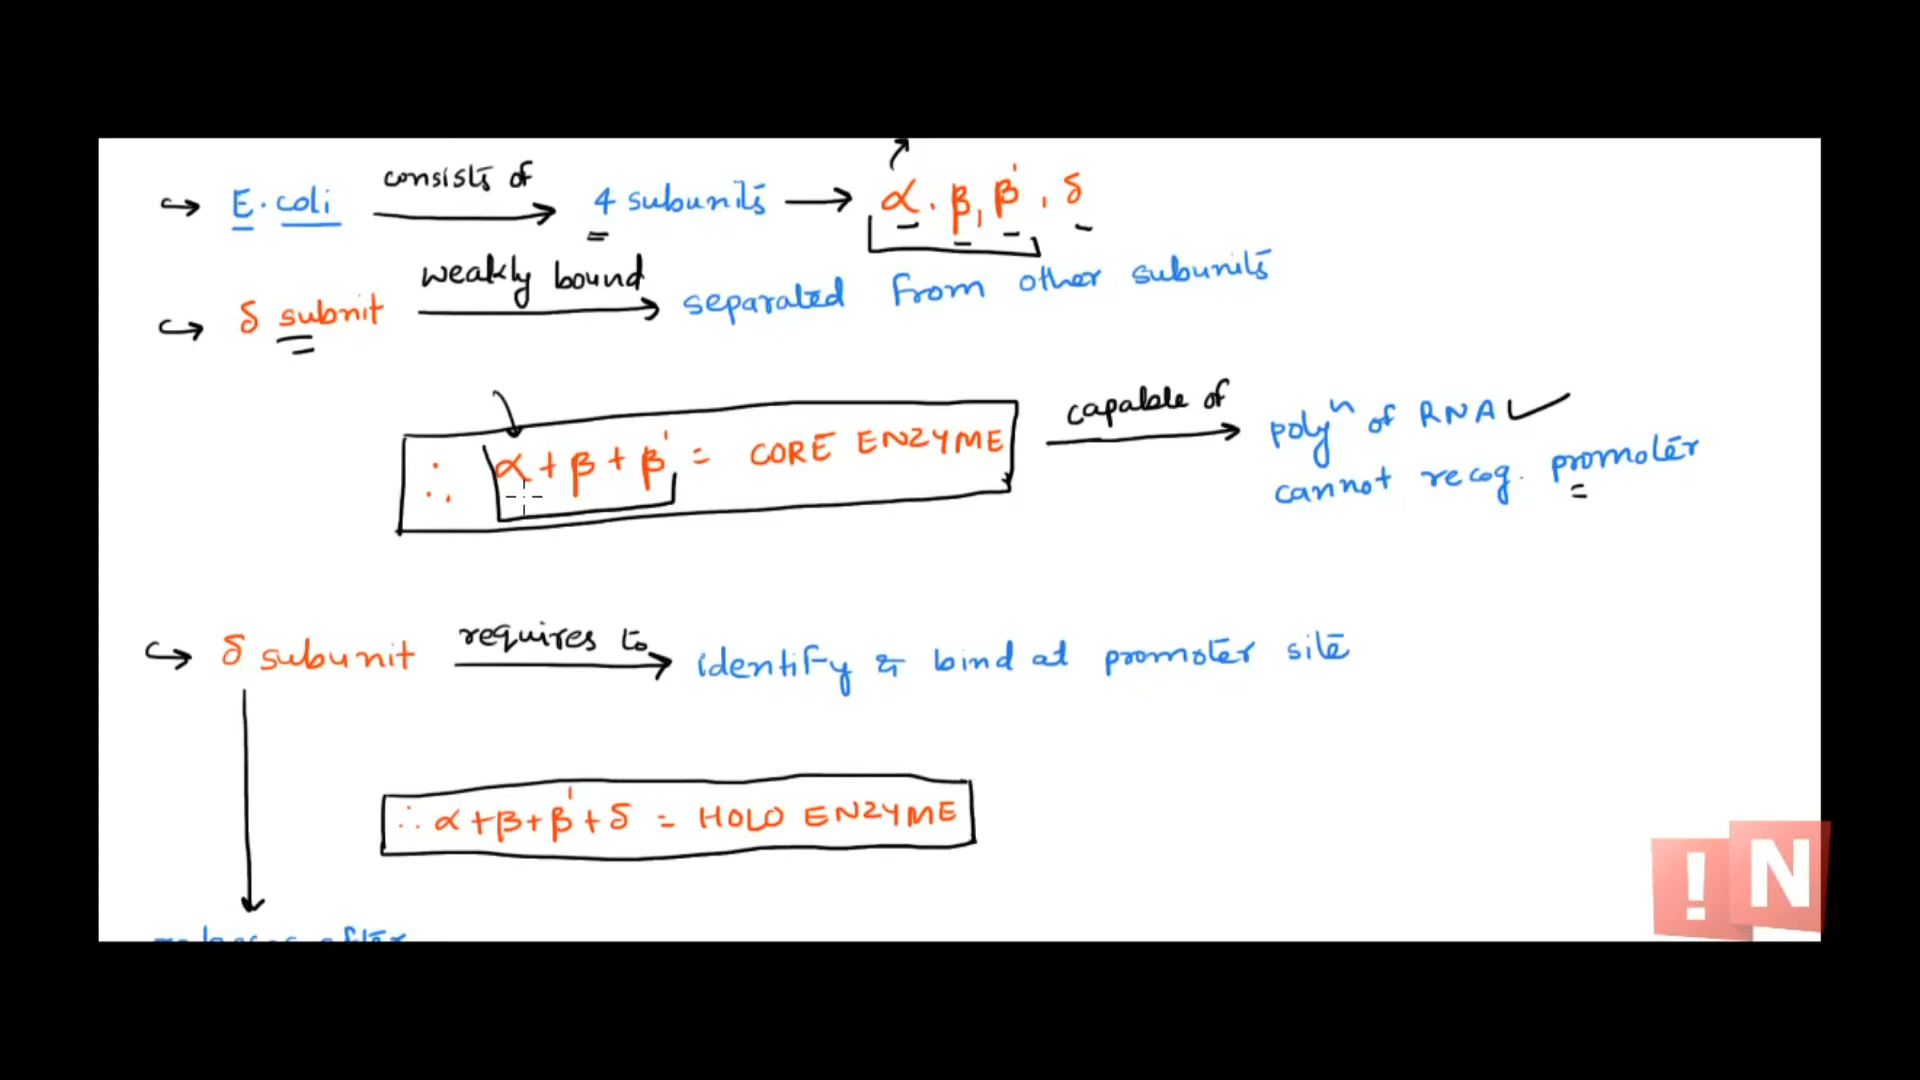 ↪ E. coli consists of → 4 subunits → α, β, β', δ
↪ δ subnit weakly bound → separated from other subunits
∴ α + β + β' = CORE ENZYME capable of → polyⁿ of RNA ✓
cannot recog. promoter
↪ δ subunit requires to → identify & bind at promoter site
∴ α + β + β' + δ = HOLO ENZYME
! N